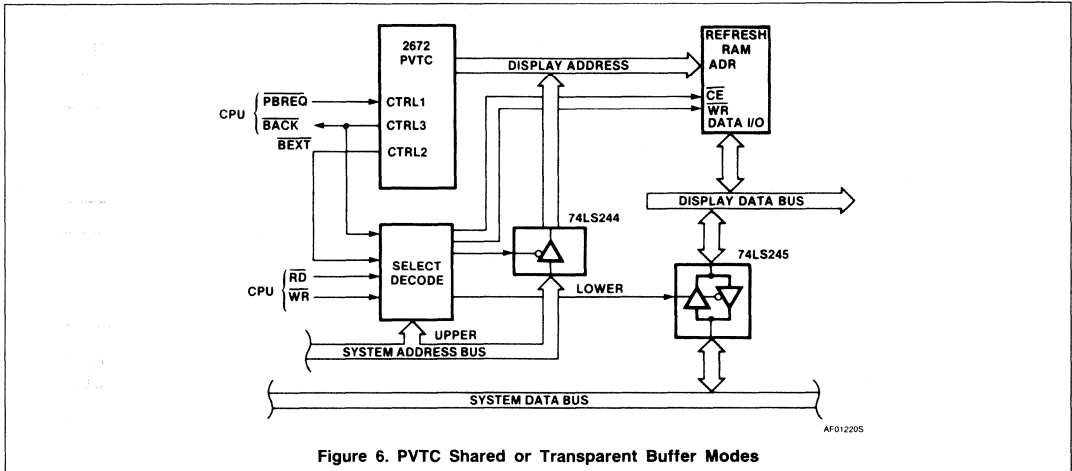 2672
PVTC
REFRESH
RAM
ADR
DISPLAY ADDRESS
CPU
PBREQ
CTRL1
CE
WR
BACK
CTRL3
DATA I/O
BEXT
CTRL2
DISPLAY DATA BUS
74LS244
74LS245
SELECT
DECODE
CPU
RD
WR
LOWER
UPPER
SYSTEM ADDRESS BUS
SYSTEM DATA BUS
AF01220S
Figure 6. PVTC Shared or Transparent Buffer Modes